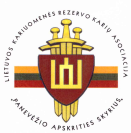 LIETUVOS KARIUOMENĖS REZERVO KARIŲ ASOCIACIJA
„PANEVĖŽIO APSKRITIES SKYRIUS„